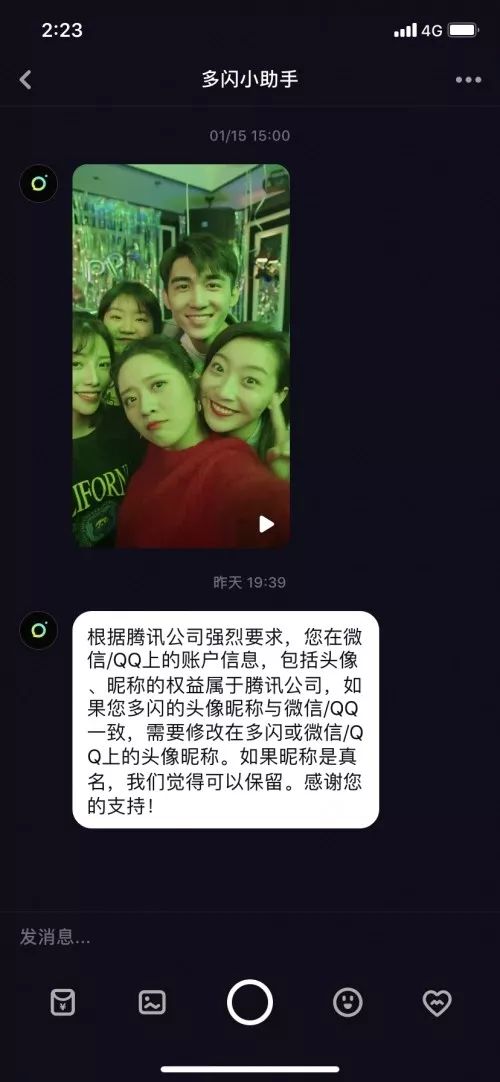 2:23
4G
多闪小助手
01/15 15:00
PP
IFORN
昨天 19:39
根据腾讯公司强烈要求，您在微
信/QQ上的账户信息，包括头像
、昵称的权益属于腾讯公司，如
果您多闪的头像昵称与微信/QQ
一致，需要修改在多闪或微信/Q
Q上的头像昵称。如果昵称是真
名，我们觉得可以保留。感谢您
的支持！
发消息...
¥